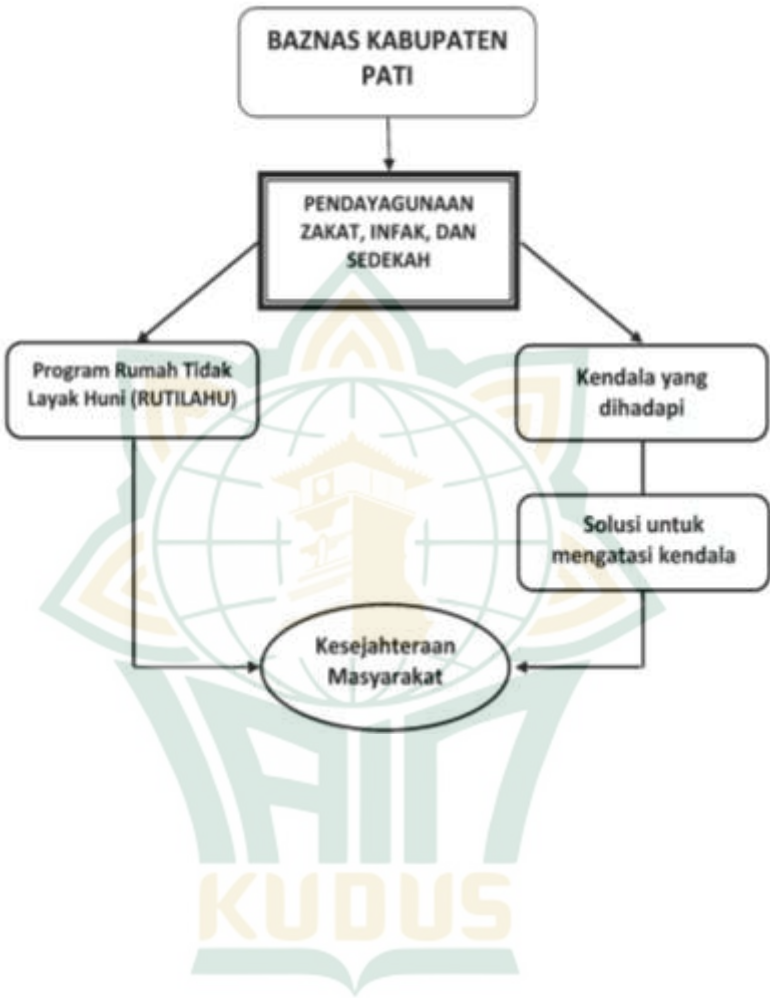 BAZNAS KABUPATEN
PATI
PENDAYAGUNAAN
ZAKAT, INFAK, DAN
SEDEKAH
Program Rumah Tidak
Layak Huni (RUTILAHU)
Kendala yang
dihadapi
Solusi untuk
mengatasi kendala
Kesejahteraan
Masyarakat
IAIN
KUDUS